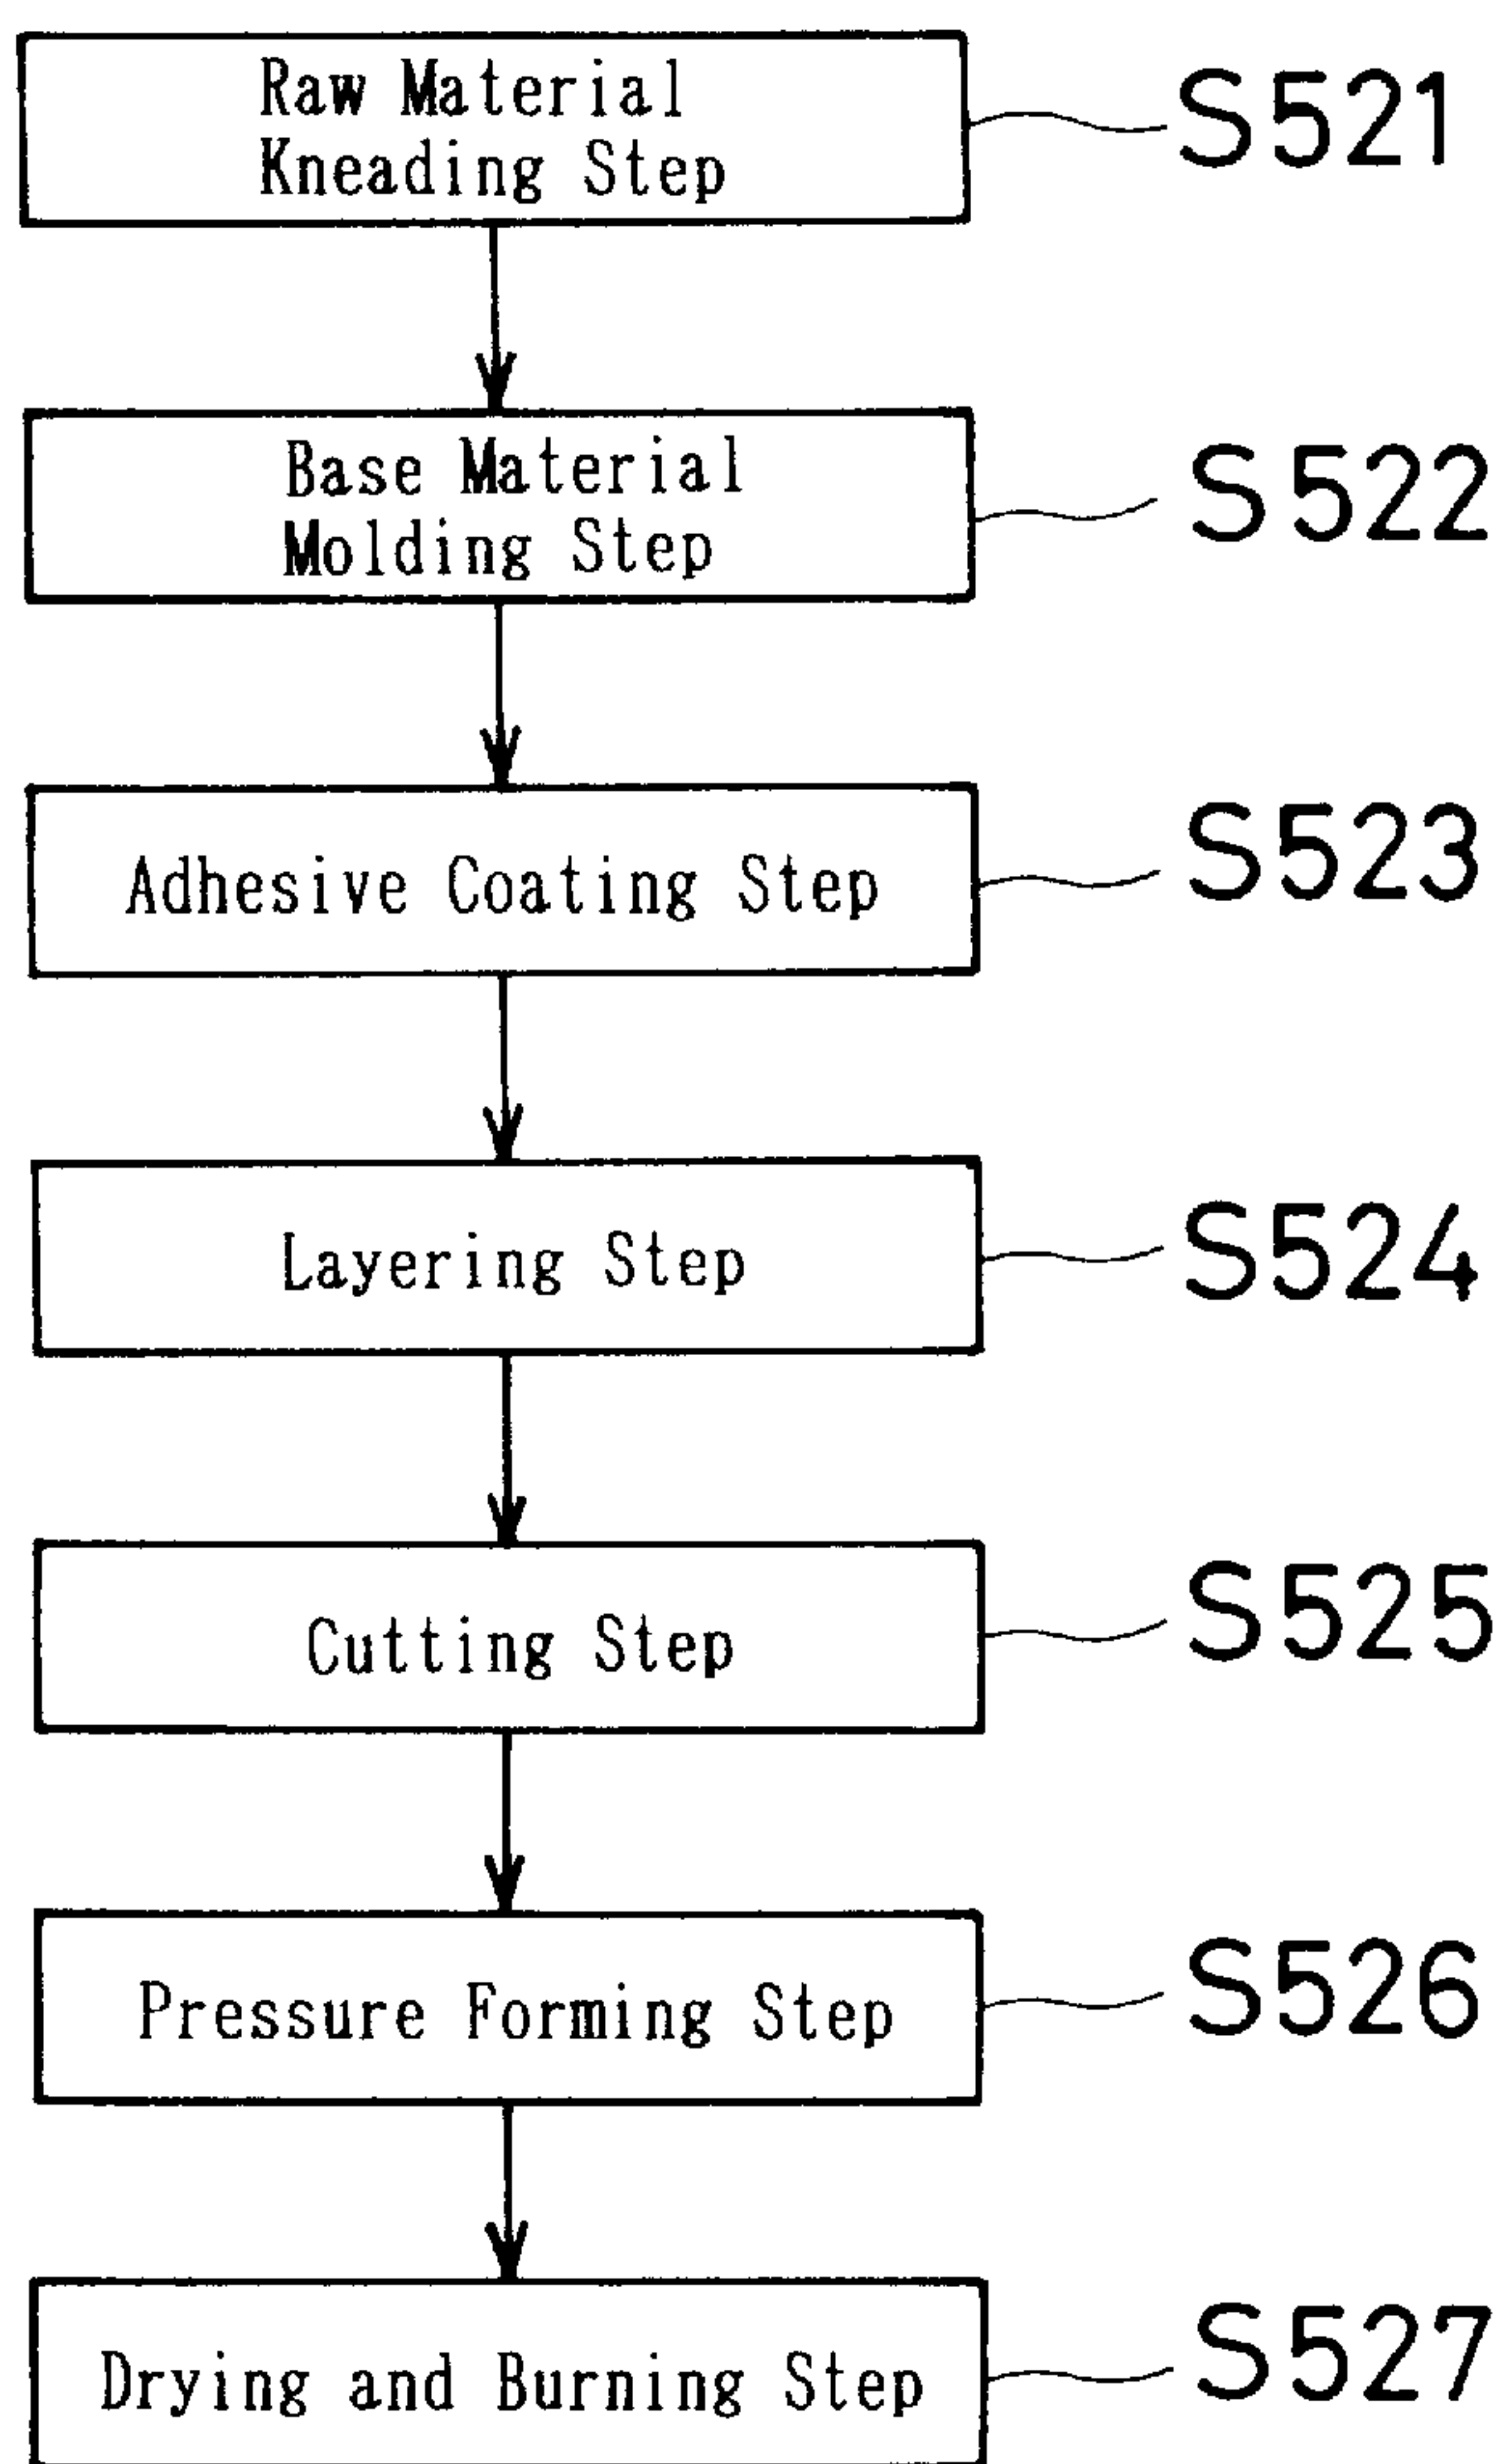 Raw Material
Kneading Step
S521
Base Material
Molding Step
S522
Adhesive Coating Step
S523
Layering Step
S524
Cutting Step
S525
Pressure Forming Step
S526
Drying and Burning Step
S527